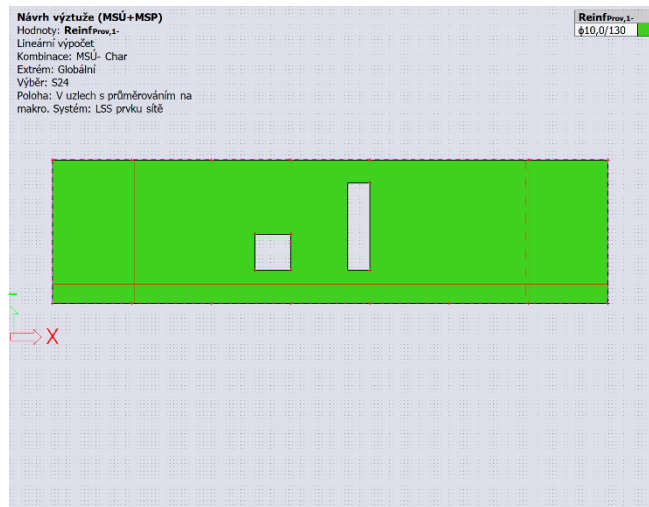 Návrh výztuže (MSÚ+MSP)
Hodnoty: ReinfProv,1-
Lineární výpočet
Kombinace: MSÚ- Char
Extrém: Globální
Výběr: S24
Poloha: V uzlech s průměrováním na
makro. Systém: LSS prvku sítě
ReinfProv,1-
ϕ10,0/130
X